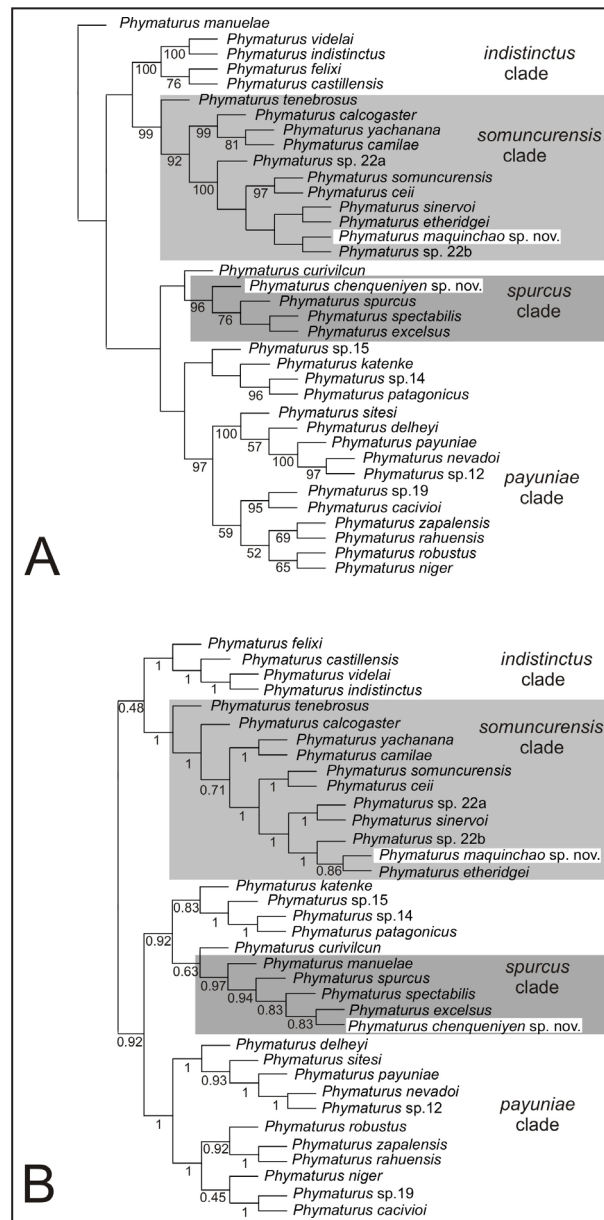 Phymaturus manuelae
Phymaturus videlai
100
Phymaturus indistinctus
indistinctus
clade
100
Phymaturus felixi
76
Phymaturus castillensis
99
Phymaturus tenebrosus
Phymaturus calcogaster
somuncurensis
clade
99
Phymaturus yachanana
92
81
Phymaturus camilae
Phymaturus sp. 22a
100
Phymaturus somuncurensis
97
Phymaturus ceii
Phymaturus sinervoi
Phymaturus etheridgei
Phymaturus maquinchao sp. nov.
Phymaturus sp. 22b
Phymaturus curivilcun
Phymaturus chenqueniyen sp. nov.
spurcus
clade
96
Phymaturus spurcus
76
Phymaturus spectabilis
Phymaturus excelsus
Phymaturus sp.15
Phymaturus katenke
Phymaturus sp.14
96
Phymaturus patagonicus
Phymaturus sitesi
100
Phymaturus delheyi
57
Phymaturus payuniae
97
100
Phymaturus nevadoi
97
Phymaturus sp.12
payuniae
clade
Phymaturus sp.19
95
Phymaturus cacivioi
59
Phymaturus zapalensis
69
Phymaturus rahuensis
52
Phymaturus robustus
65
Phymaturus niger
A
Phymaturus felixi
Phymaturus castillensis
indistinctus
clade
1
Phymaturus videlai
1
Phymaturus indistinctus
0.48
Phymaturus tenebrosus
1
Phymaturus calcogaster
somuncurensis
clade
1
Phymaturus yachanana
1
Phymaturus camilae
0.71
Phymaturus somuncurensis
1
Phymaturus ceii
1
Phymaturus sp. 22a
1
Phymaturus sinervoi
1
Phymaturus sp. 22b
Phymaturus maquinchao sp. nov.
0.86
Phymaturus etheridgei
Phymaturus katenke
0.83
Phymaturus sp.15
1
Phymaturus sp.14
1
Phymaturus patagonicus
0.92
Phymaturus curivilcun
0.63
Phymaturus manuelae
spurcus
clade
0.97
Phymaturus spurcus
0.94
Phymaturus spectabilis
0.83
Phymaturus excelsus
0.83
Phymaturus chenqueniyen sp. nov.
0.92
Phymaturus delheyi
1
Phymaturus sitesi
0.93
Phymaturus payuniae
1
Phymaturus nevadoi
1
Phymaturus sp.12
payuniae
clade
1
Phymaturus robustus
0.92
Phymaturus zapalensis
1
Phymaturus rahuensis
1
Phymaturus niger
0.45
Phymaturus sp.19
1
Phymaturus cacivioi
B